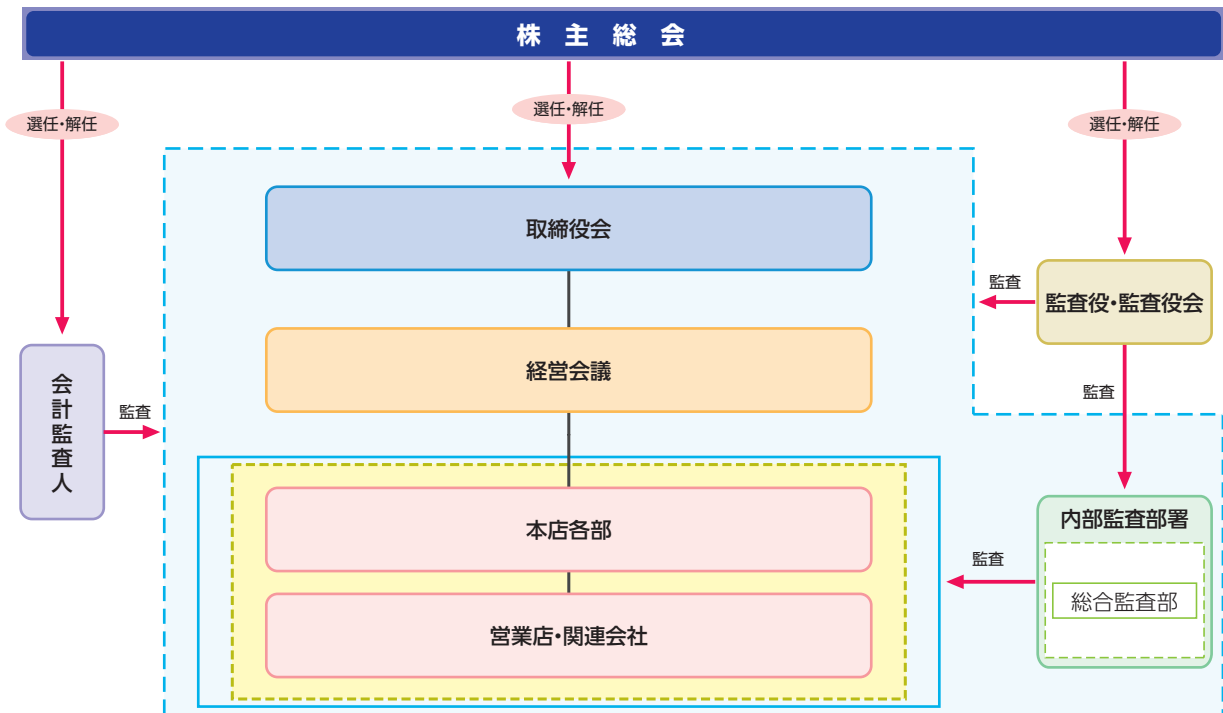 株主総会
選任・解任
選任・解任
選任・解任
取締役会
監査
監査役・監査役会
経営会議
会計監査人
監査
監査
本店各部
内部監査部署
監査
総合監査部
営業店・関連会社